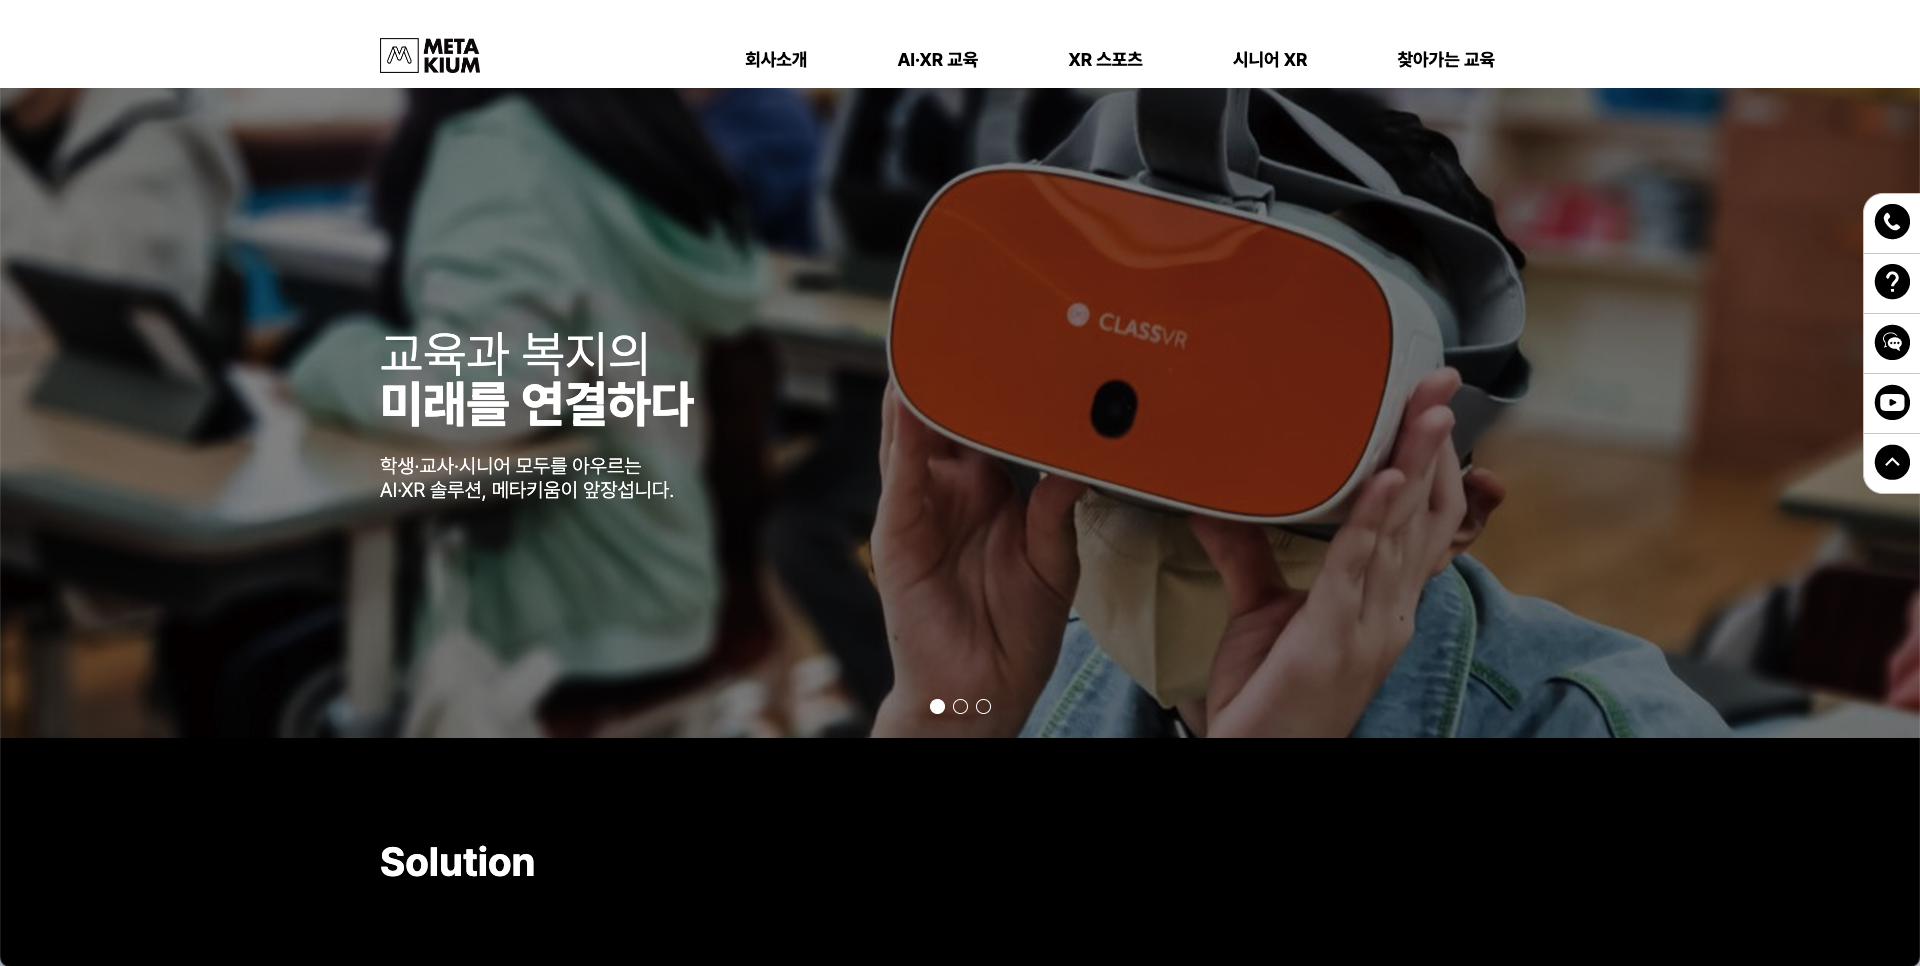 META
KIUM
회사소개
AI·XR 교육
XR 스포츠
시니어 XR
찾아가는 교육
CLASSVR
교육과 복지의
미래를 연결하다
학생·교사·시니어 모두를 아우르는
AI·XR 솔루션, 메타키움이 앞장섭니다.
Solution